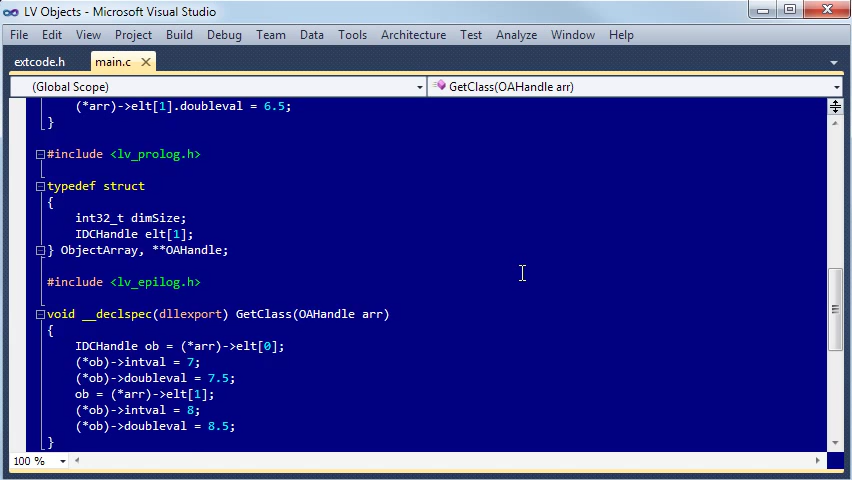 LV Objects - Microsoft Visual Studio
File Edit View Project Build Debug Team Data Tools Architecture Test Analyze Window Help
extcode.h main.c
(Global Scope) GetClass(OAHandle arr)
(*arr)->elt[1].doubleval = 6.5;
}
#include <lv_prolog.h>
typedef struct
{
int32_t dimSize;
IDCHandle elt[1];
} ObjectArray, **OAHandle;
#include <lv_epilog.h>
void __declspec(dllexport) GetClass(OAHandle arr)
{
IDCHandle ob = (*arr)->elt[0];
(*ob)->intval = 7;
(*ob)->doubleval = 7.5;
ob = (*arr)->elt[1];
(*ob)->intval = 8;
(*ob)->doubleval = 8.5;
}
100 %